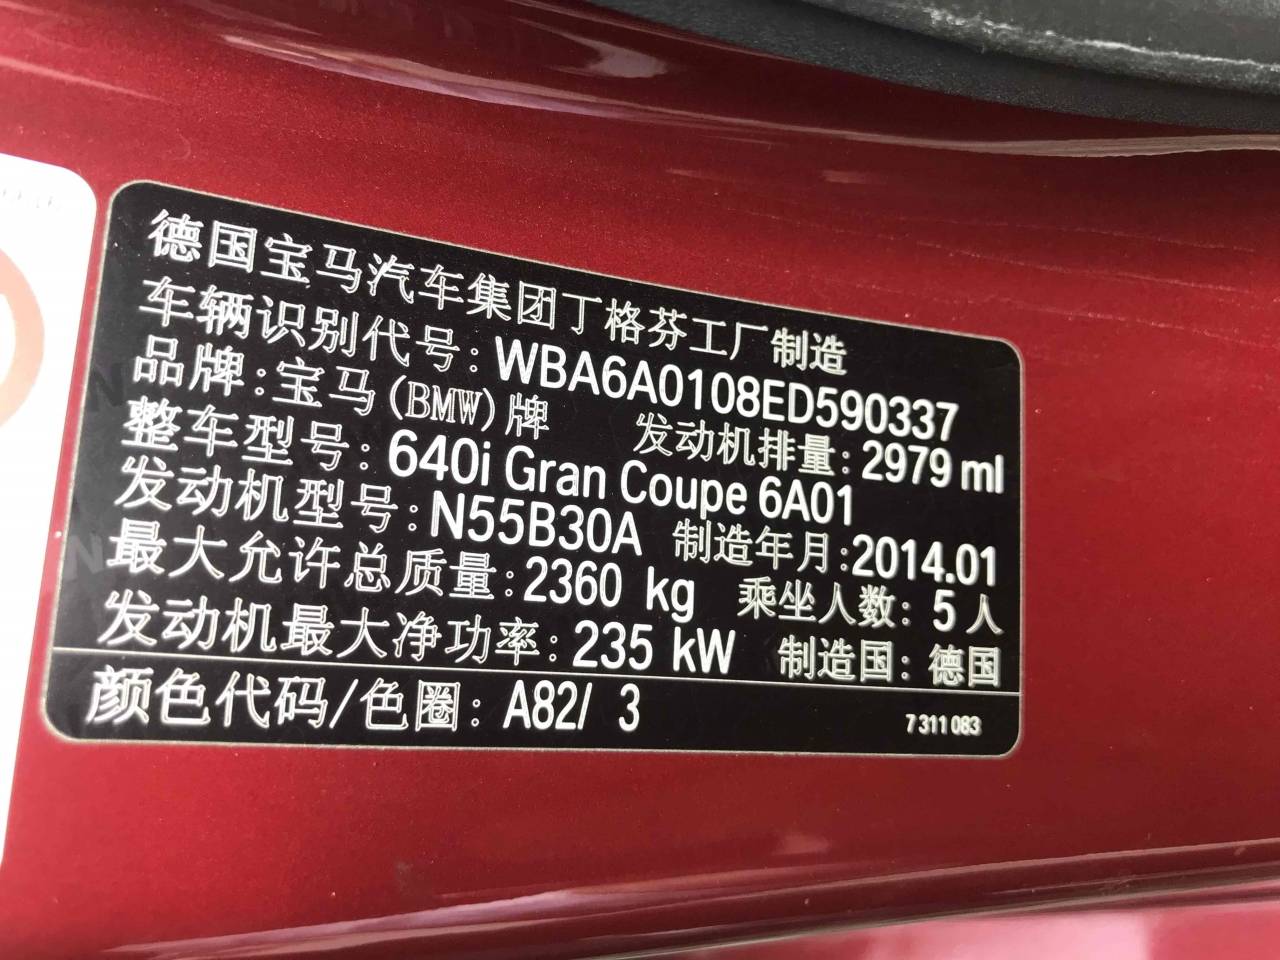 德国宝马汽车集团丁格芬工厂制造
车辆识别代号: WBA6A0108ED590337
品牌:宝马(BMW)牌 发动机排量: 2979 ml
整车型号: 640i Gran Coupe 6A01
发动机型号: N55B30A 制造年月:2014.01
最大允许总质量: 2360 kg 乘坐人数: 5人
发动机最大净功率: 235 kW 制造国: 德国
颜色代码/色圈: A82/ 3 7311083